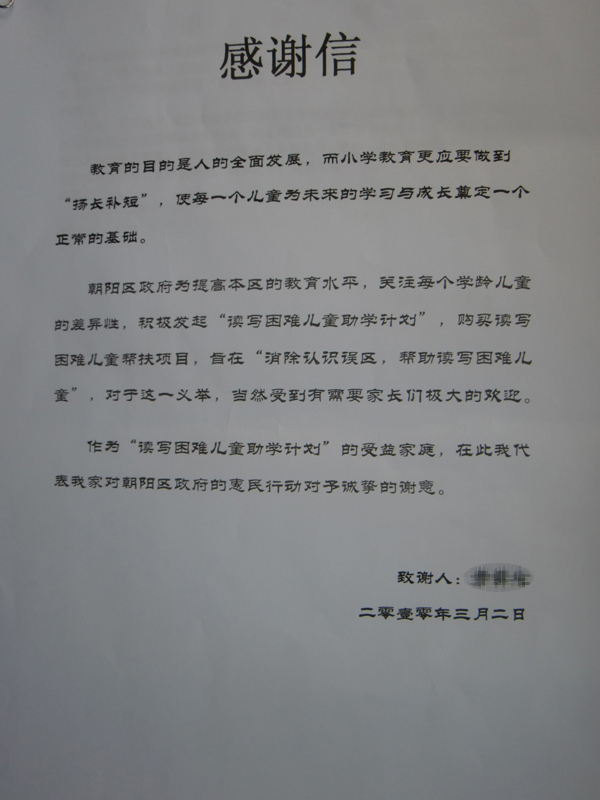 感谢信
教育的目的是人的全面发展，而小学教育更应要做到
“扬长补短”，使每一个儿童为未来的学习与成长奠定一个
正常的基础。
朝阳区政府为提高本区的教育水平，关注每个学龄儿童
的差异性，积极发起“读写困难儿童助学计划”，购买读写
困难儿童帮扶项目，旨在“消除认识误区，帮助读写困难儿
童”，对于这一义举，当然受到有需要家长们极大的欢迎。
作为“读写困难儿童助学计划”的受益家庭，在此我代
表我家对朝阳区政府的惠民行动对予诚挚的谢意。
致谢人：
二零壹零年三月二日